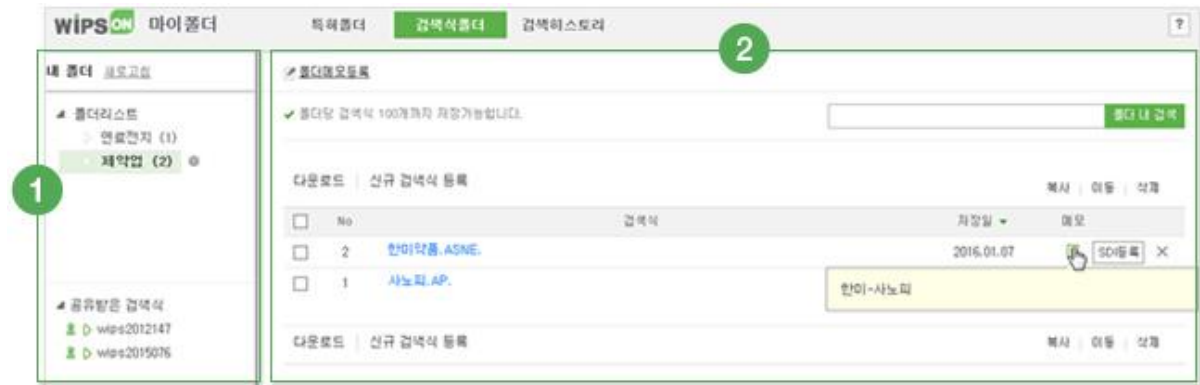 WIPS ON 마이폴더 특허폴더 검색식폴더 검색히스토리 ?
2
내 폴더 새로고침
폴더메모등록
폴더리스트
폴더당 검색식 100개까지 저장가능합니다.
폴더 내 검색
연료전지 (1)
제약업 (2)
1
다운로드 | 신규 검색식 등록
복사 | 이동 | 삭제
No 검색식 저장일 메모
2 한미약품.ASNE. 2016.01.07 SDI등록
1 사노피.AP.
한미-사노피
공유받은 검색식
wips2012147
wips2015076
다운로드 | 신규 검색식 등록
복사 | 이동 | 삭제